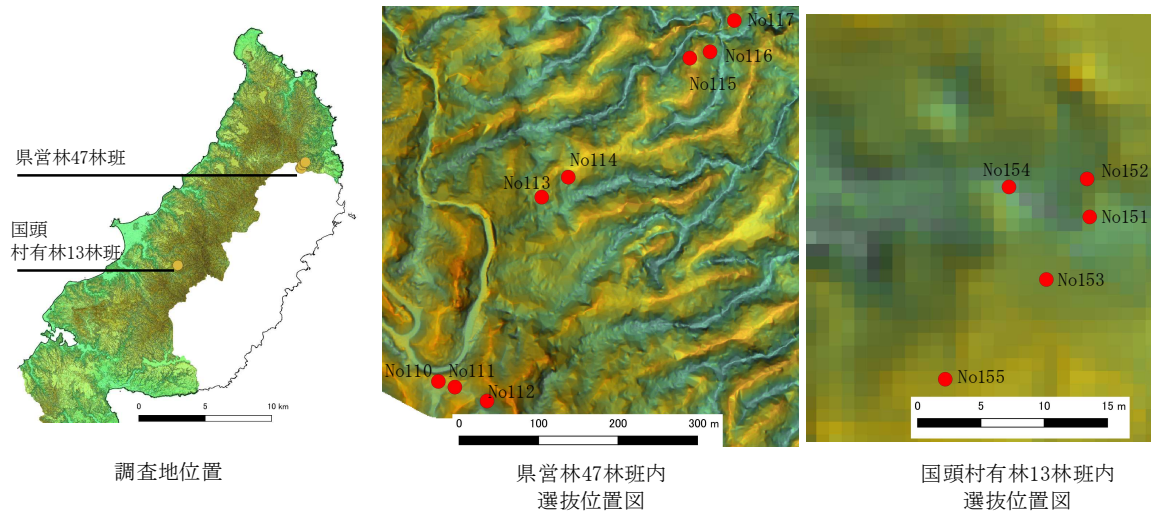 県営林47林班
国頭
村有林13林班
0 5 10 km
調査地位置
No117
No116
No115
No114
No113
No110
No111
No112
0 100 200 300 m
県営林47林班内
選抜位置図
No154
No152
No151
No153
No155
0 5 10 15 m
国頭村有林13林班内
選抜位置図